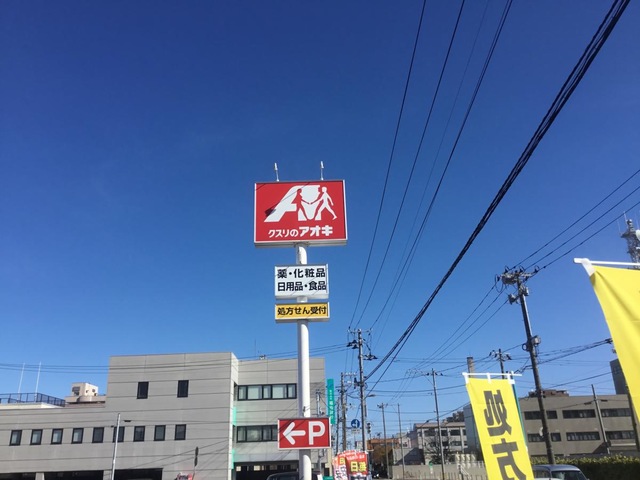 クスリのアオキ
薬・化粧品
日用品・食品
処方せん受付
←P
処方